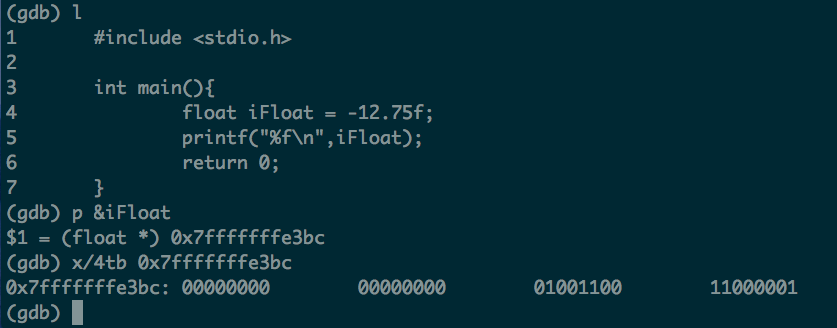 (gdb) l
1 #include <stdio.h>
2
3 int main(){
4 float iFloat = -12.75f;
5 printf("%f\n",iFloat);
6 return 0;
7 }
(gdb) p &iFloat
$1 = (float *) 0x7fffffffe3bc
(gdb) x/4tb 0x7fffffffe3bc
0x7fffffffe3bc: 00000000 00000000 01001100 11000001
(gdb)